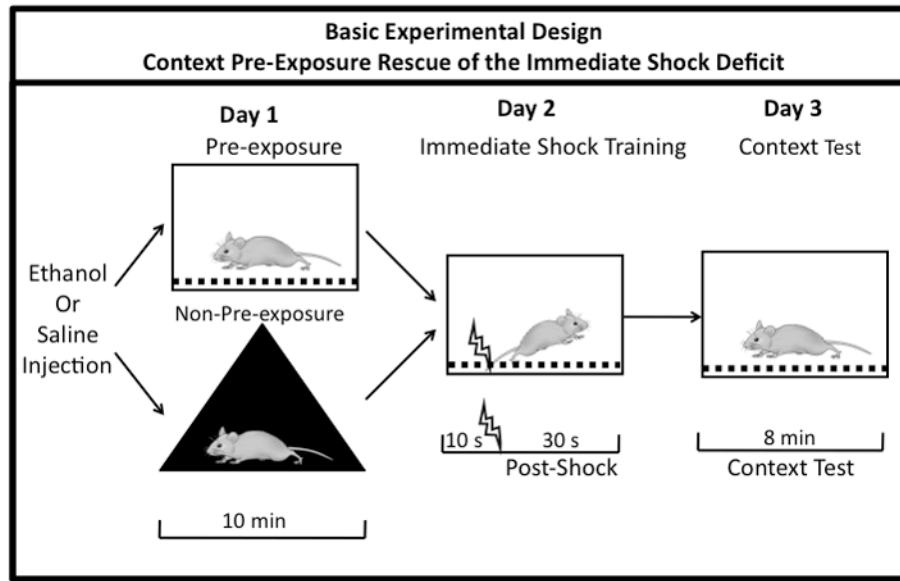 Basic Experimental Design
Context Pre-Exposure Rescue of the Immediate Shock Deficit
Day 1
Pre-exposure
Day 2
Immediate Shock Training
Day 3
Context Test
Ethanol
Or
Saline
Injection
Non-Pre-exposure
10 min
10 s
30 s
Post-Shock
8 min
Context Test